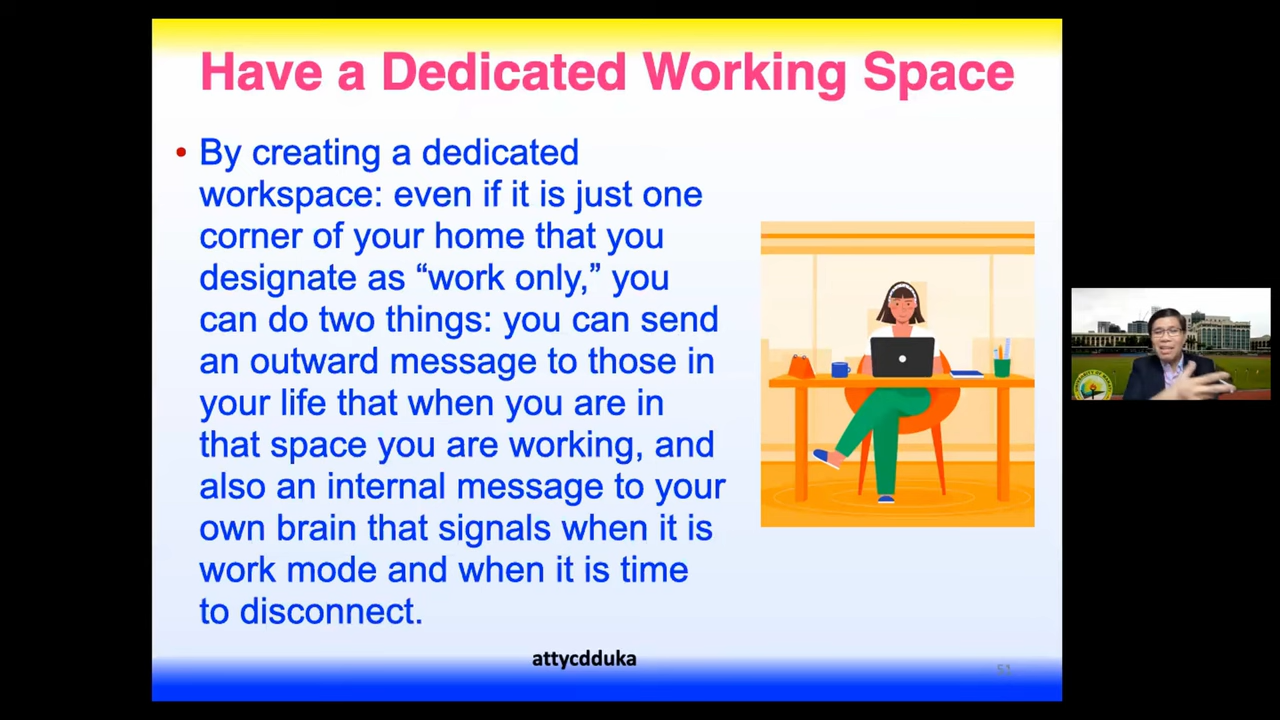 Have a Dedicated Working Space
• By creating a dedicated
workspace: even if it is just one
corner of your home that you
designate as “work only,” you
can do two things: you can send
an outward message to those in
your life that when you are in
that space you are working, and
also an internal message to your
own brain that signals when it is
work mode and when it is time
to disconnect.
attycdduka
51